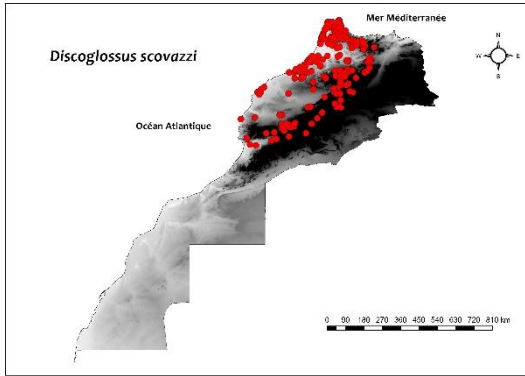 Mer Méditerranée
Discoglossus scovazzi
N
W E
S
Océan Atlantique
0 90 180 270 360 450 540 630 720 810 km